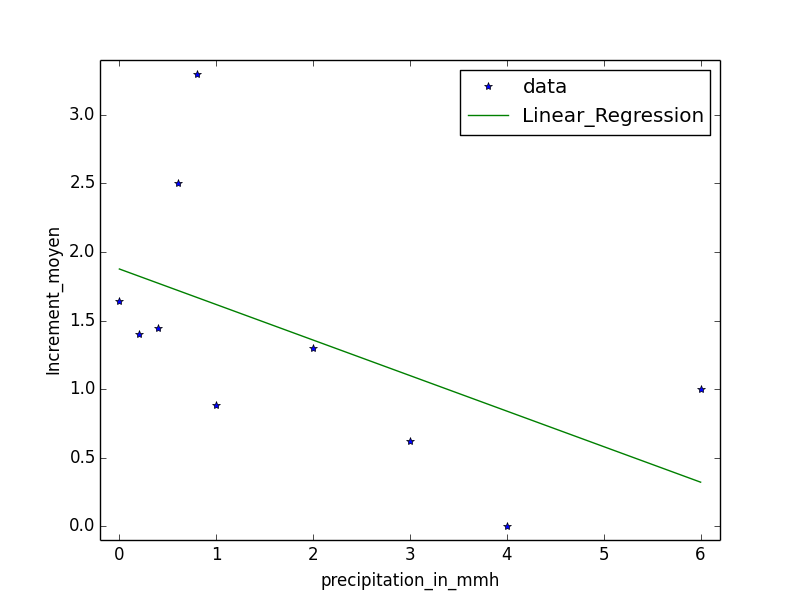 data
Linear_Regression
3.0
2.5
2.0
1.5
1.0
0.5
0.0
Increment_moyen
0 1 2 3 4 5 6
precipitation_in_mmh